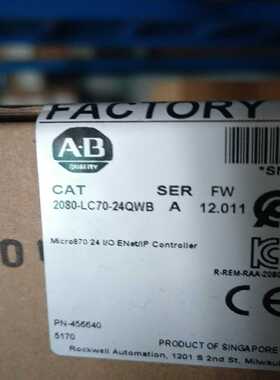 FACTORY
A-B
QUALITY
CAT SER FW
2080-LC70-24QWB A 12.011
Micro870 24 I/O ENet/IP Controller
R-REM-RAA-2080
PN-456640
5170
PRODUCT OF SINGAPORE
Rockwell Automation, 1201 S 2nd St. Milwauk